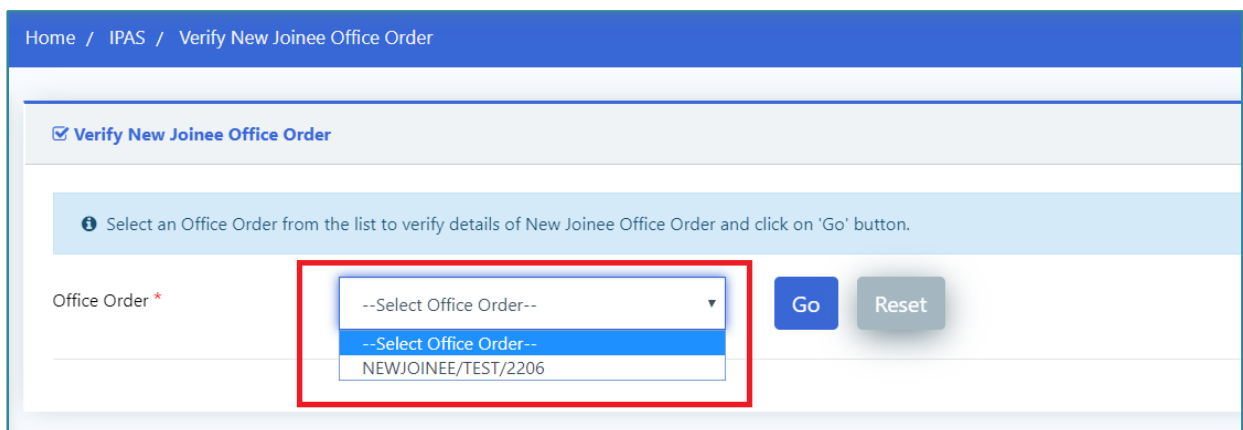 Home / IPAS / Verify New Joinee Office Order
Verify New Joinee Office Order
Select an Office Order from the list to verify details of New Joinee Office Order and click on 'Go' button.
Office Order * --Select Office Order-- Go Reset
--Select Office Order--
NEWJOINEE/TEST/2206